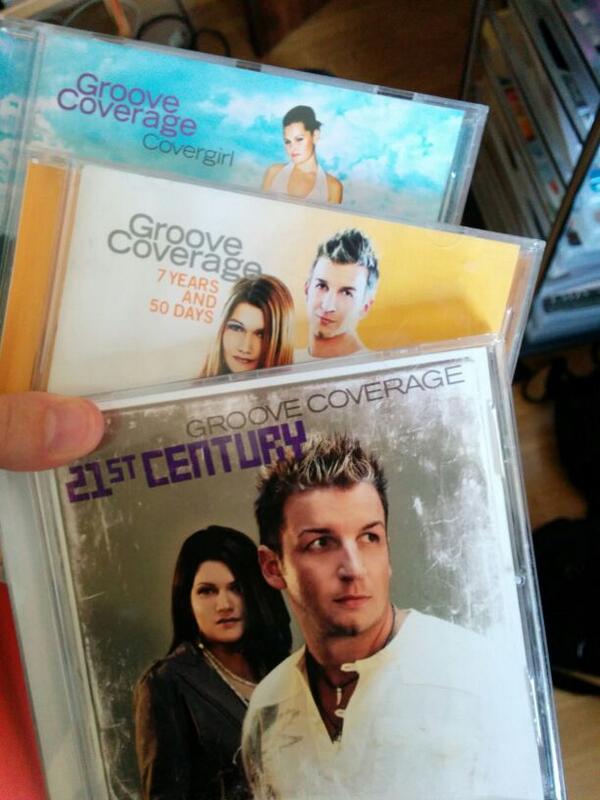 Groove
Coverage
Covergirl
Groove
Coverage
7 YEARS
AND
50 DAYS
GROOVE COVERAGE
21ST CENTURY